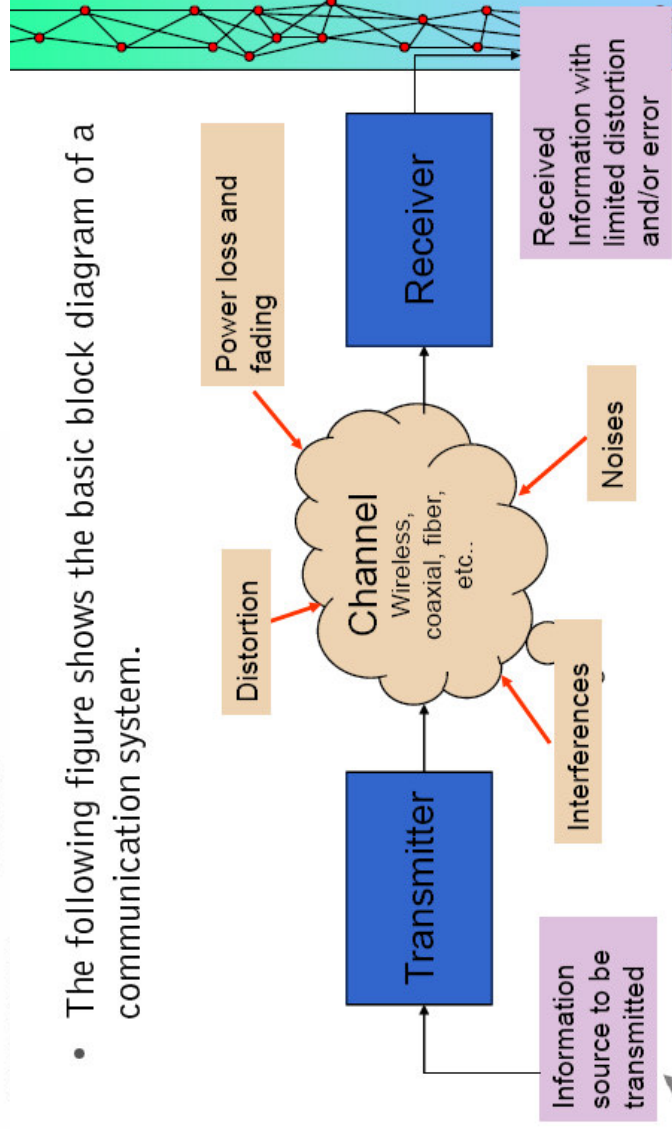 • The following figure shows the basic block diagram of a
communication system.
Distortion
Power loss and
fading
Transmitter
Channel
Wireless,
coaxial, fiber,
etc..
Receiver
Information
source to be
transmitted
Interferences
Noises
Received
Information with
limited distortion
and/or error